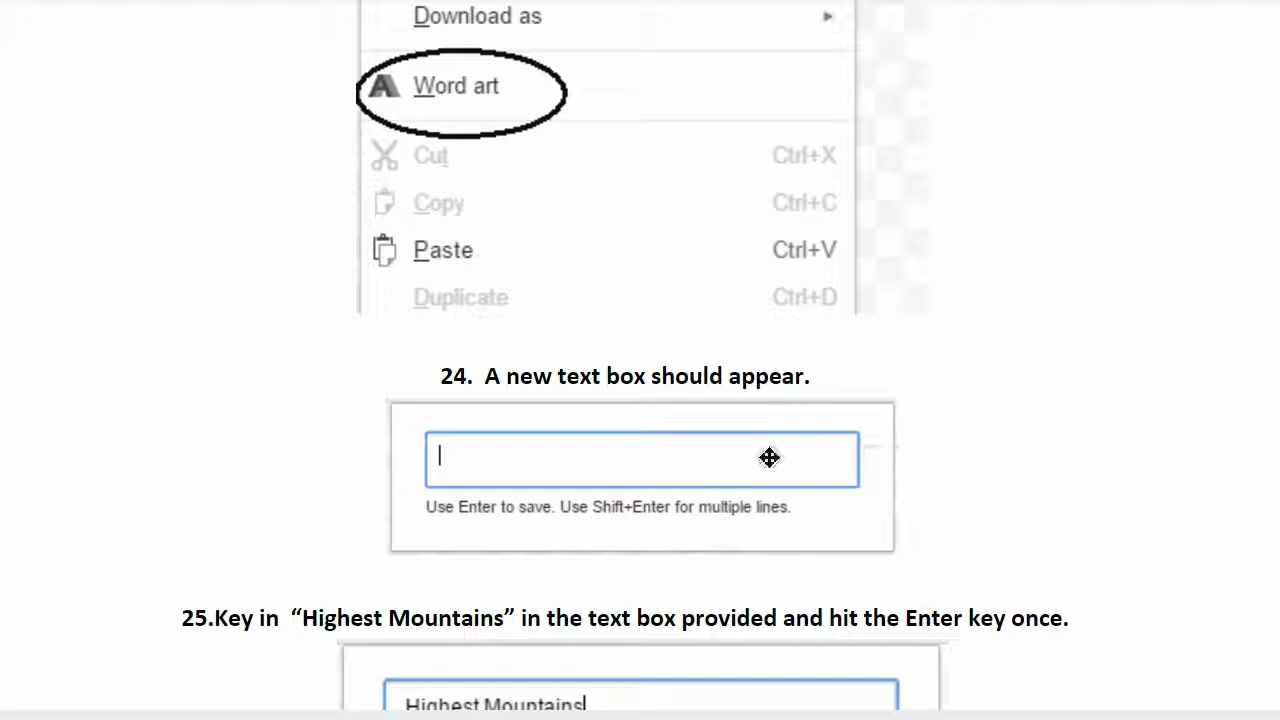 Download as
Word art
Cut Ctrl+X
Copy Ctrl+C
Paste Ctrl+V
Duplicate Ctrl+D
24. A new text box should appear.
Use Enter to save. Use Shift+Enter for multiple lines.
25.Key in “Highest Mountains” in the text box provided and hit the Enter key once.
Highest Mountains